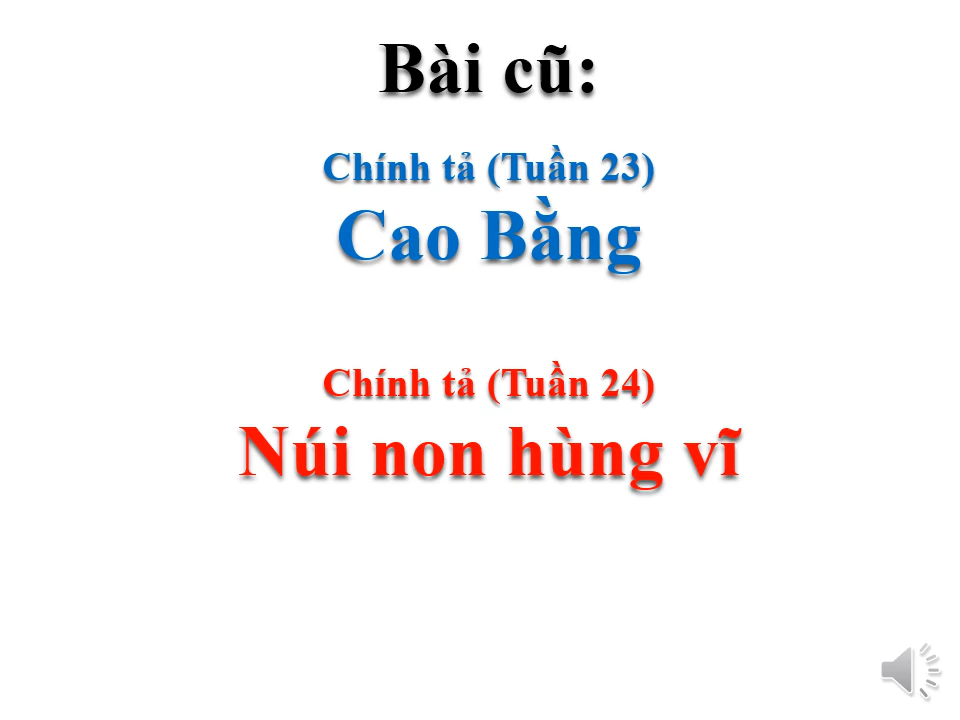 Bài cũ:
Chính tả (Tuần 23)
Cao Bằng
Chính tả (Tuần 24)
Núi non hùng vĩ